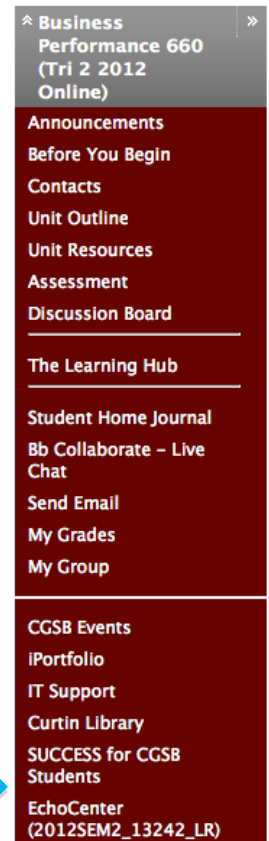 Business
Performance 660
(Tri 2 2012
Online)
Announcements
Before You Begin
Contacts
Unit Outline
Unit Resources
Assessment
Discussion Board
The Learning Hub
Student Home Journal
Bb Collaborate – Live
Chat
Send Email
My Grades
My Group
CGSB Events
iPortfolio
IT Support
Curtin Library
SUCCESS for CGSB
Students
EchoCenter
(2012SEM2_13242_LR)